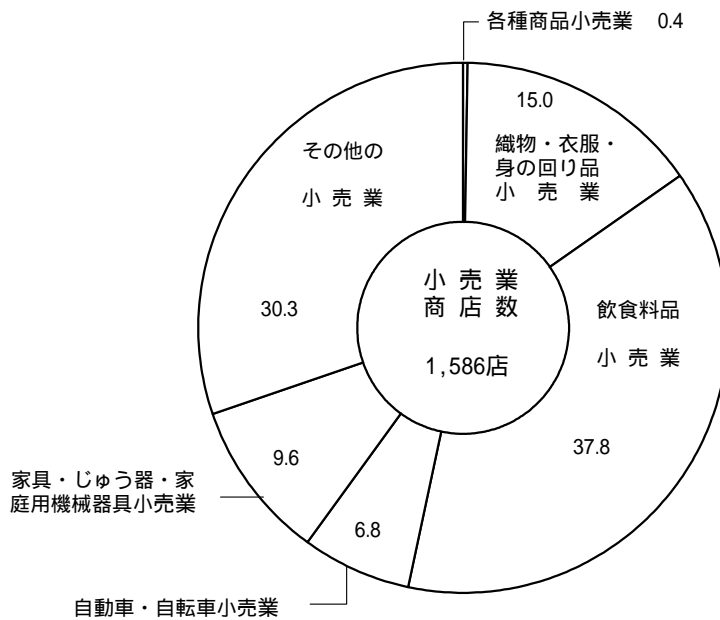 各種商品小売業 0.4
15.0
織物・衣服・
身の回り品
小売業
飲食料品
小売業
37.8
自動車・自転車小売業
6.8
家具・じゅう器・家
庭用機械器具小売業
9.6
その他の
小売業
30.3
小売業
商店数
1,586店